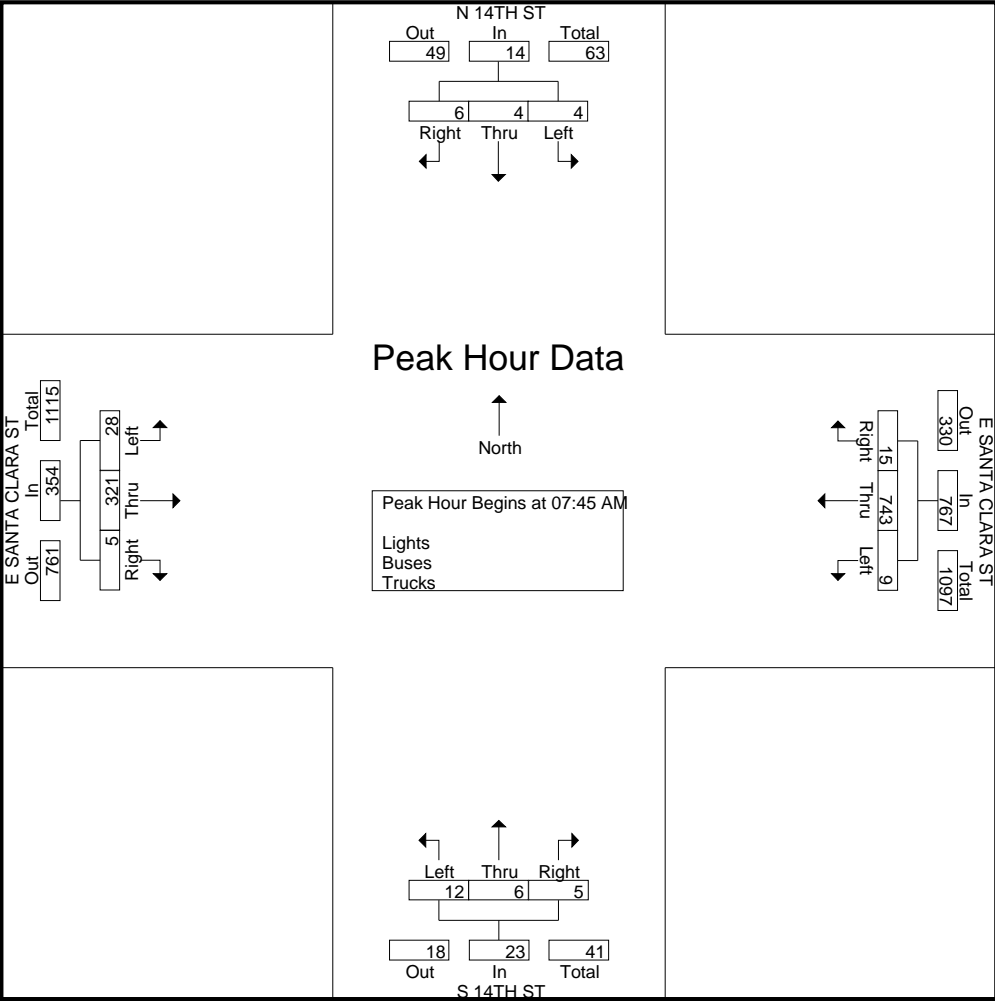 N 14TH ST
Out In Total
49 14 63
6 4 4
Right Thru Left
Peak Hour Data
North
Peak Hour Begins at 07:45 AM
Lights
Buses
Trucks
E SANTA CLARA ST
Out In Total
761 354 1115
5 321 28
Right Thru Left
E SANTA CLARA ST
Out In Total
330 767 1097
15 743 9
Right Thru Left
Left Thru Right
12 6 5
18 23 41
Out In Total
S 14TH ST